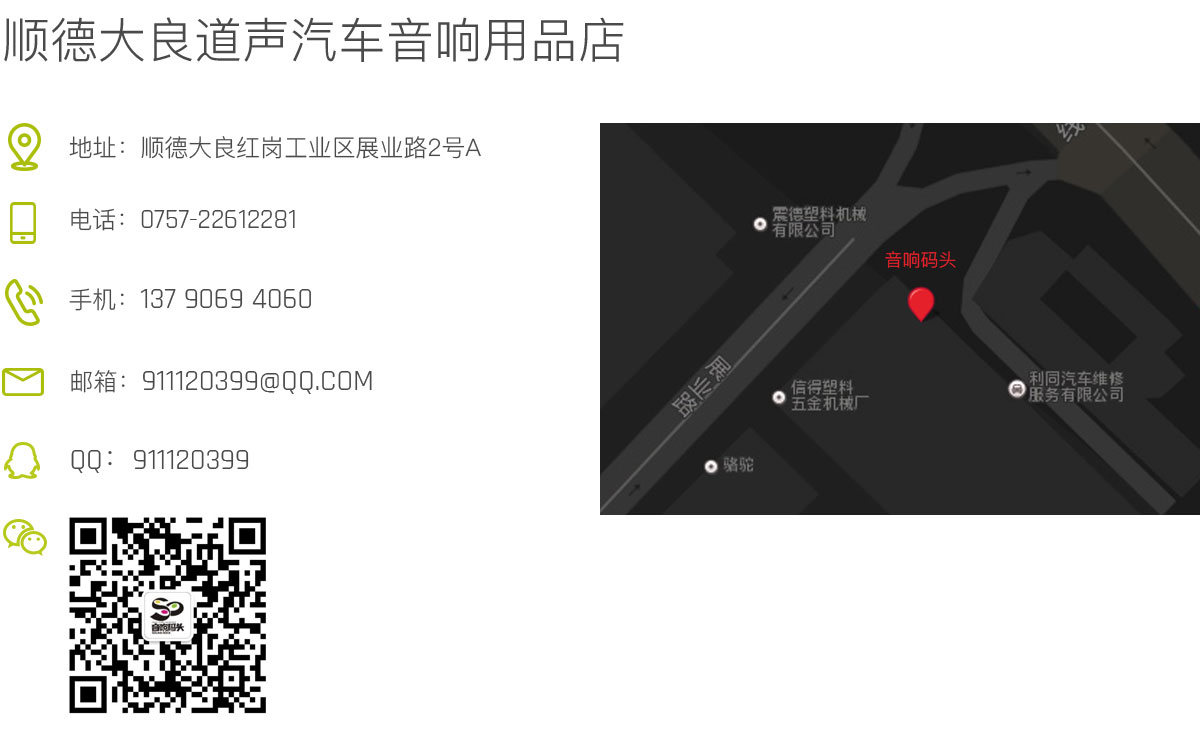 顺德大良道声汽车音响用品店
地址：顺德大良红岗工业区展业路2号A
电话：0757-22612281
手机：137 9069 4060
邮箱：911120399@QQ.COM
QQ： 911120399
音响码头
线
震德塑料机械
有限公司
音响码头
展业路
信得塑料
五金机械厂
利同汽车维修
服务有限公司
骆驼